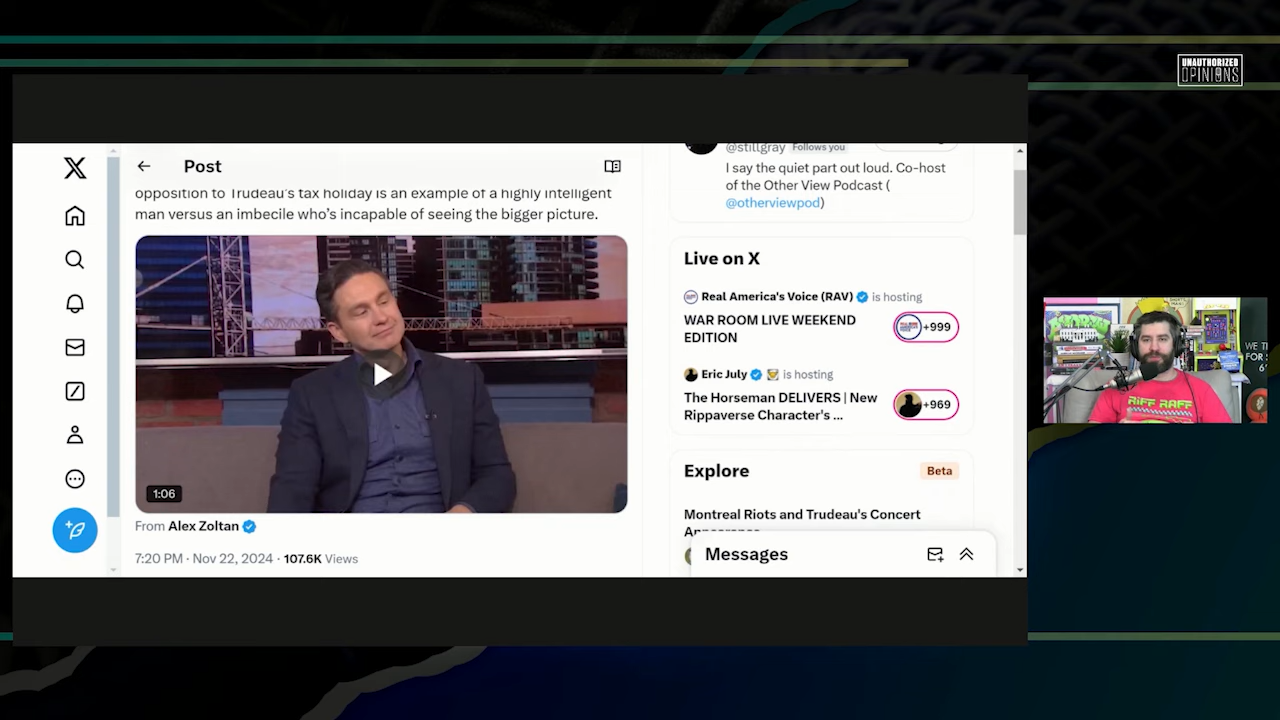 UNAUTHORIZED
OPINIONS
Post
opposition to Trudeau's tax holiday is an example of a highly intelligent
man versus an imbecile who's incapable of seeing the bigger picture.
1:06
From Alex Zoltan
7:20 PM · Nov 22, 2024 · 107.6K Views
@stillgray Follows you
I say the quiet part out loud. Co-host
of the Other View Podcast (
@otherviewpod)
Live on X
Real America's Voice (RAV) is hosting
WAR ROOM LIVE WEEKEND
EDITION
+999
Eric July is hosting
The Horseman DELIVERS | New
Rippaverse Character's ...
+969
Explore
Beta
Montreal Riots and Trudeau's Concert
Appearance
Messages
RiFF RAFF
WE T
FOR
6